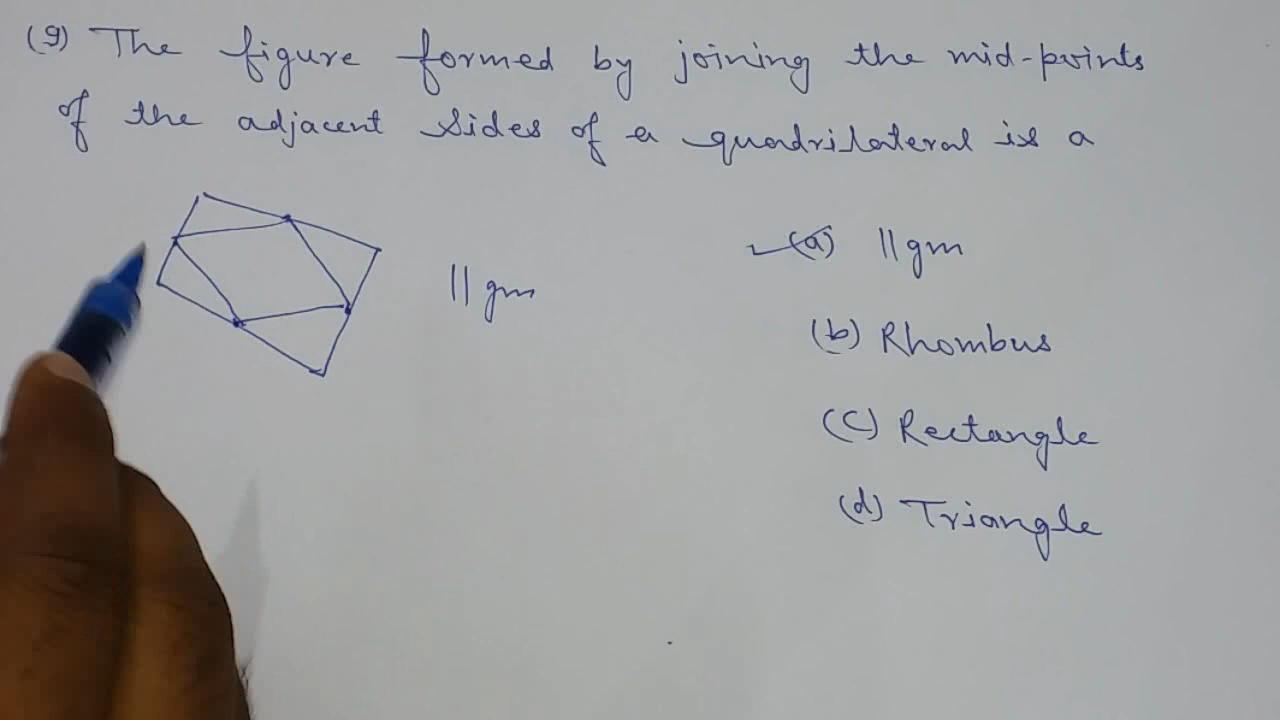 (9) The figure formed by joining the mid-points
of the adjacent sides of a quadrilateral is a
(a) ||gm
||gm
(b) Rhombus
(c) Rectangle
(d) Triangle